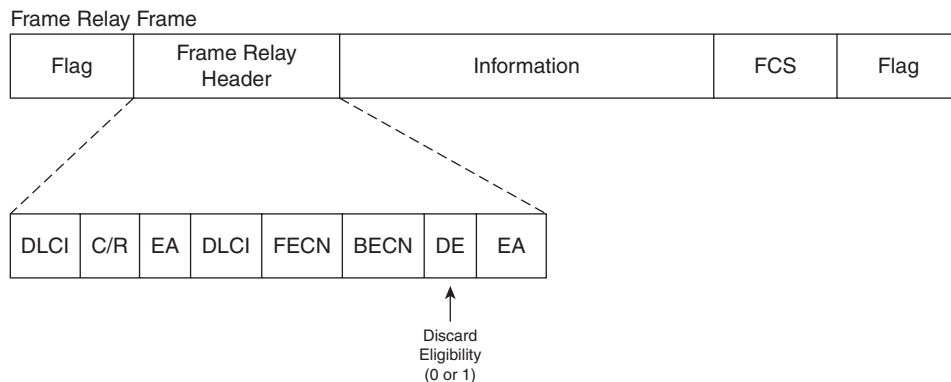 Frame Relay Frame
Flag
Frame Relay
Header
Information
FCS
Flag
DLCI
C/R
EA
DLCI
FECN
BECN
DE
EA
Discard
Eligibility
(0 or 1)